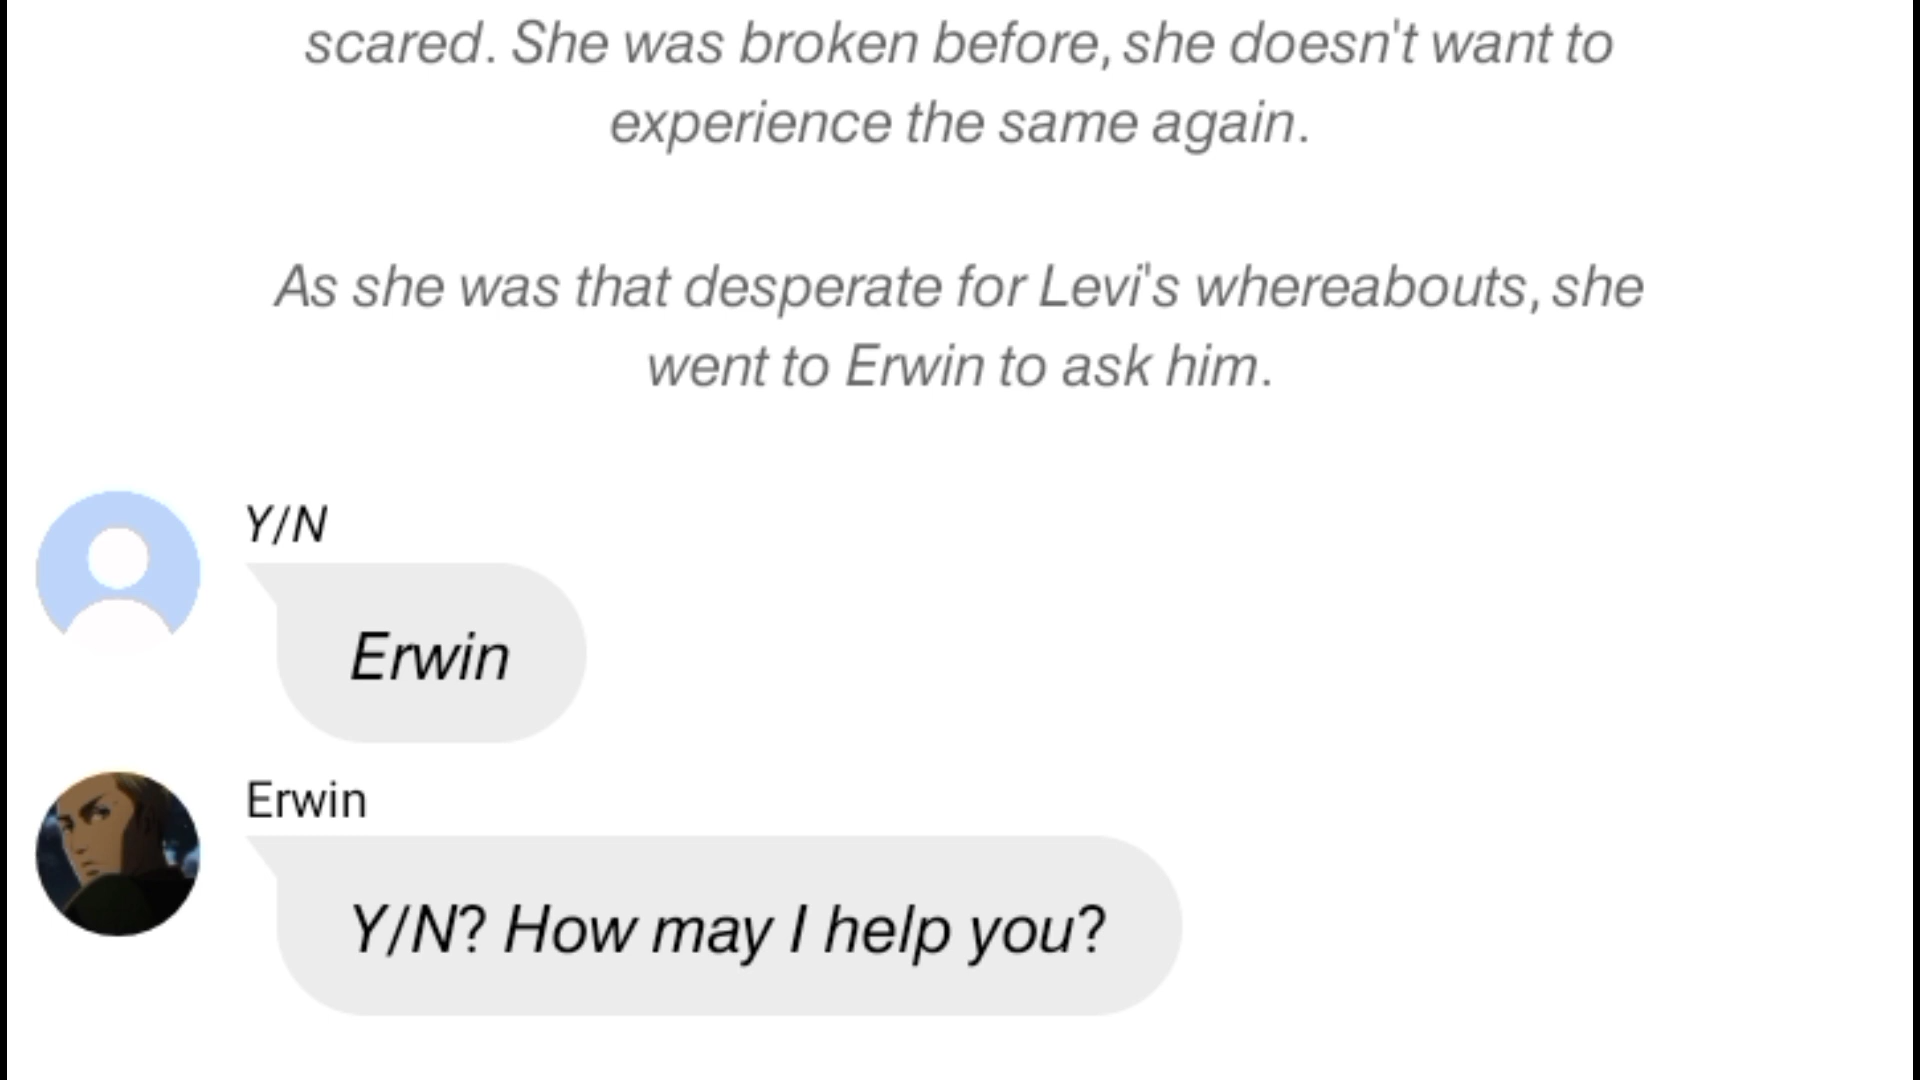 scared. She was broken before, she doesn't want to
experience the same again.
As she was that desperate for Levi's whereabouts, she
went to Erwin to ask him.
Y/N
Erwin
Erwin
Y/N? How may I help you?